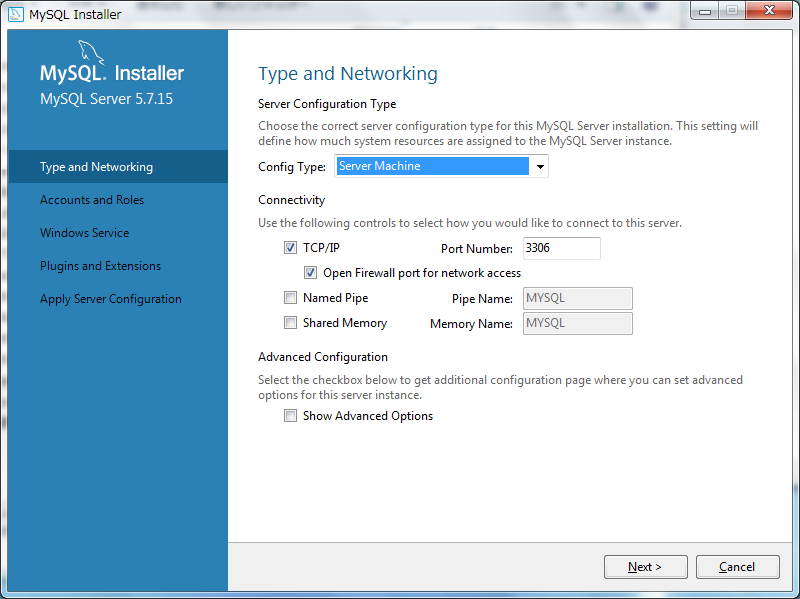 MySQL Installer
MySQL. Installer
MySQL Server 5.7.15
Type and Networking
Accounts and Roles
Windows Service
Plugins and Extensions
Apply Server Configuration
Type and Networking
Server Configuration Type
Choose the correct server configuration type for this MySQL Server installation. This setting will
define how much system resources are assigned to the MySQL Server instance.
Config Type: Server Machine
Connectivity
Use the following controls to select how you would like to connect to this server.
TCP/IP Port Number: 3306
Open Firewall port for network access
Named Pipe Pipe Name: MYSQL
Shared Memory Memory Name: MYSQL
Advanced Configuration
Select the checkbox below to get additional configuration page where you can set advanced
options for this server instance.
Show Advanced Options
Next > Cancel